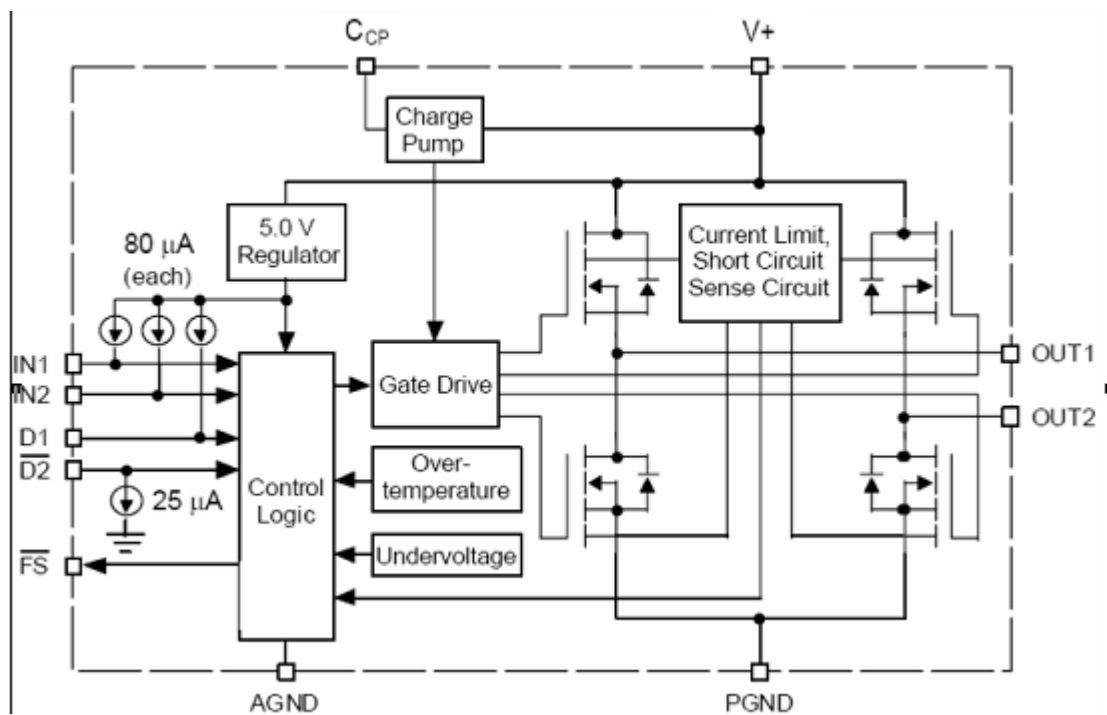 C_CP
V+
Charge
Pump
5.0 V
Regulator
80 μA
(each)
Current Limit,
Short Circuit
Sense Circuit
IN1
IN2
D1
D2
FS
25 μA
Control
Logic
Gate Drive
Over-
temperature
Undervoltage
OUT1
OUT2
AGND
PGND